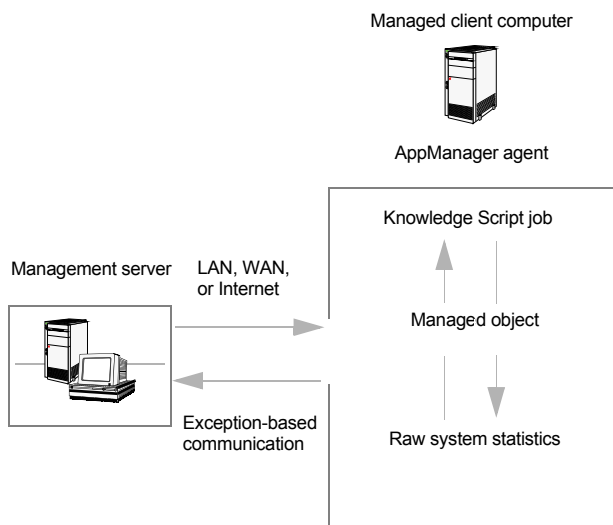 Managed client computer
AppManager agent
Knowledge Script job
Management server
LAN, WAN,
or Internet
Managed object
Exception-based
communication
Raw system statistics